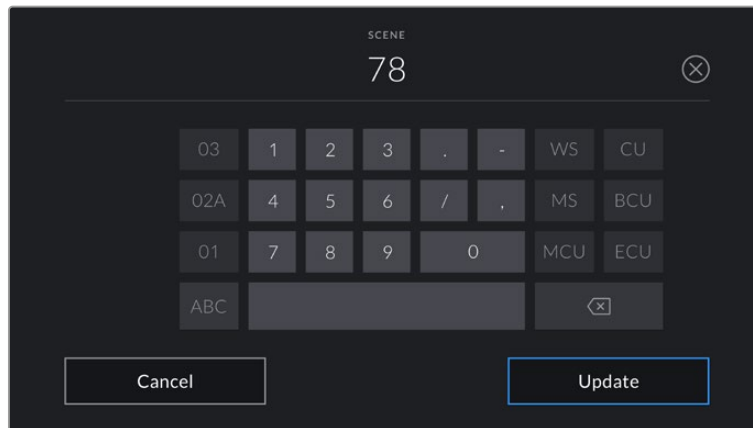 SCENE
78
03 1 2 3 . - WS CU
02A 4 5 6 / , MS BCU
01 7 8 9 0 MCU ECU
ABC
Cancel Update